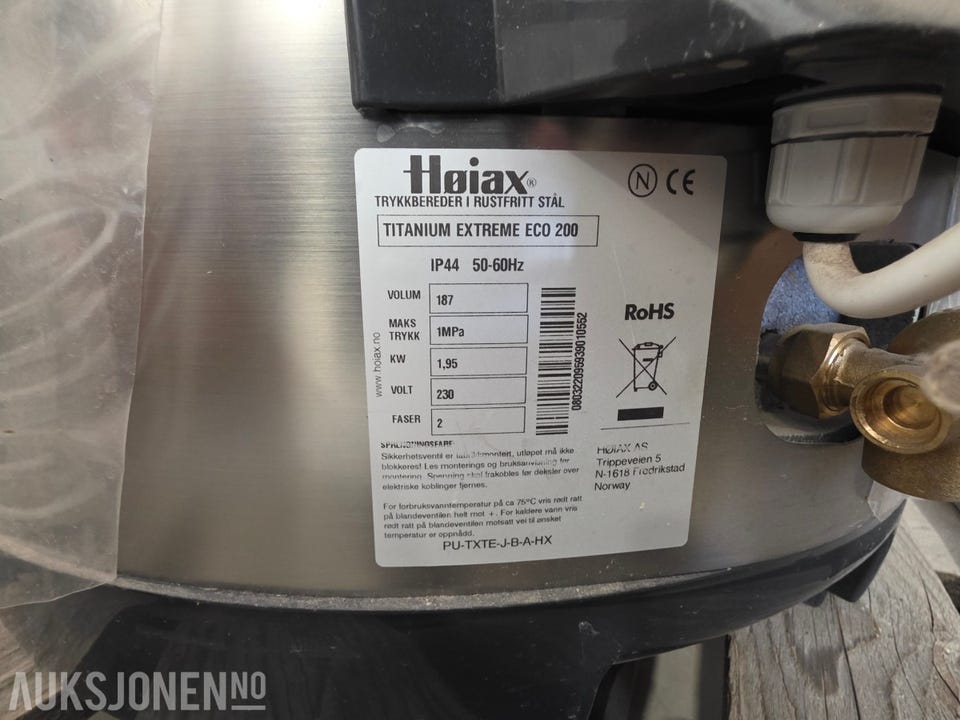 Høiax®
N CE
TRYKKBEREDER I RUSTFRITT STÅL
TITANIUM EXTREME ECO 200
IP44 50-60Hz
VOLUM 187
MAKS TRYKK 1MPa
KW 1,95
VOLT 230
FASER 2
www.hoiax.no
080322096939010552
RoHS
SPRENGNINGSFARE:
Sikkerhetsventil er montert, utløpet må ikke
blokkeres! Les monterings og bruksanvisning før
montering. Spenning skal frakobles før deksler over
elektriske koblinger fjernes.
For forbruksvanntemperatur på ca 75°C vris rødt ratt
på blandeventilen helt mot +. For kaldere vann vris
rødt ratt på blandeventilen motsatt vei til ønsket
temperatur er oppnådd.
PU-TXTE-J-B-A-HX
HØIAX AS
Trippeveien 5
N-1618 Fredrikstad
Norway
AUKSJONEN.NO